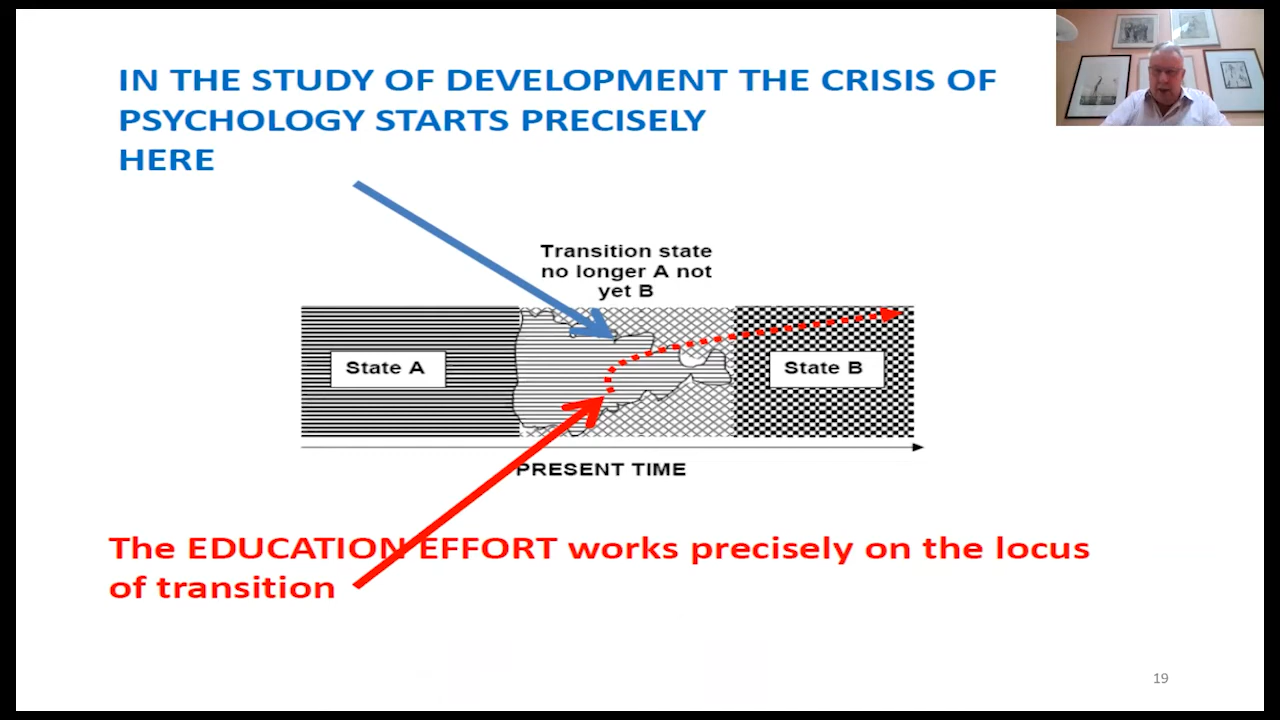 IN THE STUDY OF DEVELOPMENT THE CRISIS OF
PSYCHOLOGY STARTS PRECISELY
HERE
Transition state
no longer A not
yet B
State A
State B
PRESENT TIME
The EDUCATION EFFORT works precisely on the locus
of transition
19